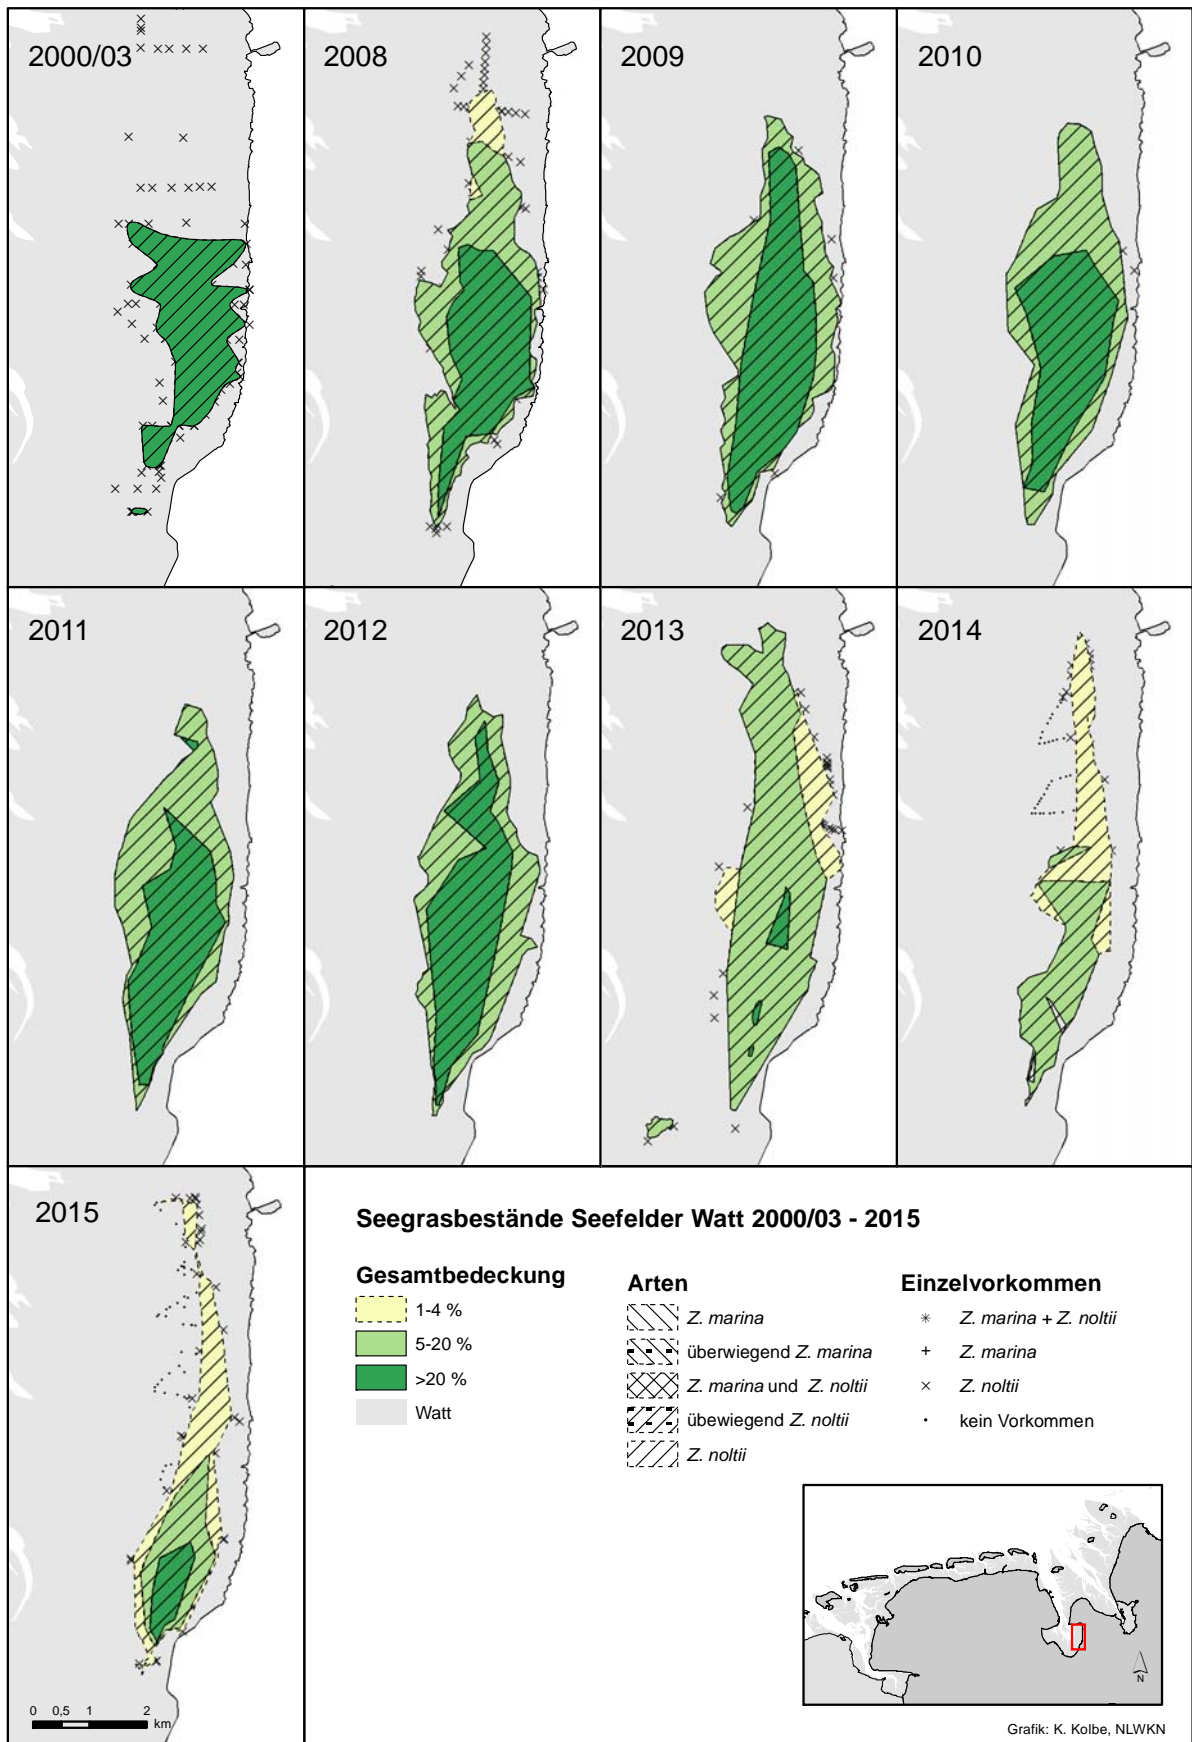 2000/03
2008
2009
2010
2011
2012
2013
2014
2015
Seegrasbestände Seefelder Watt 2000/03 - 2015
Gesamtbedeckung
1-4 %
5-20 %
>20 %
Watt
Arten
Z. marina
überwiegend Z. marina
Z. marina und Z. noltii
übewiegend Z. noltii
Z. noltii
Einzelvorkommen
Z. marina + Z. noltii
Z. marina
Z. noltii
kein Vorkommen
0 0,5 1 2
km
N
Grafik: K. Kolbe, NLWKN